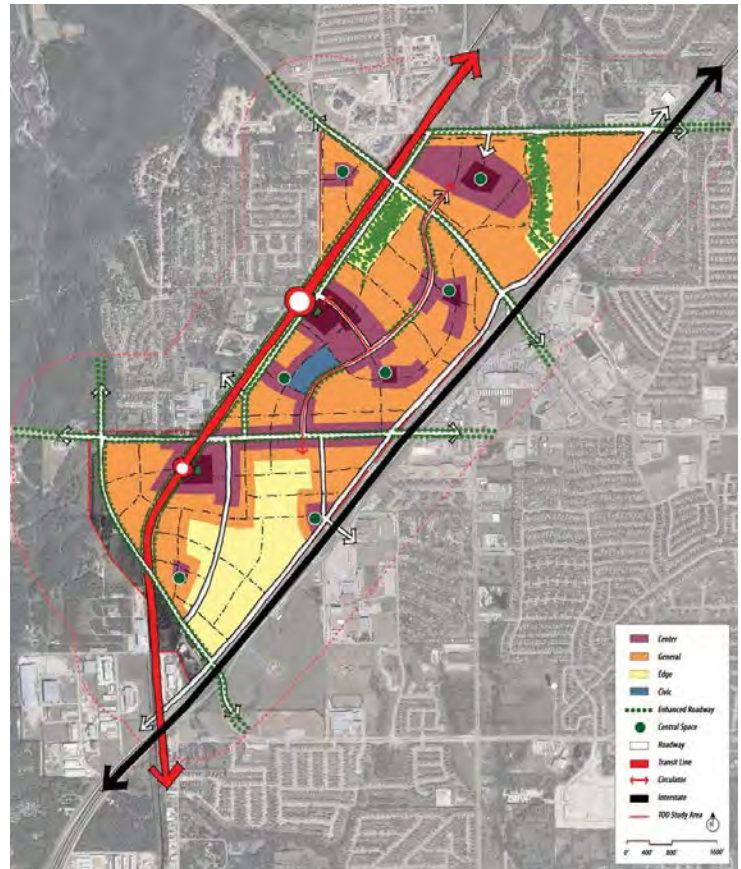 Center
General
Edge
Civic
Enhanced Roadway
Central Space
Roadway
Transit Line
Circulator
Interstate
TOD Study Area
0' 400' 800' 1600'